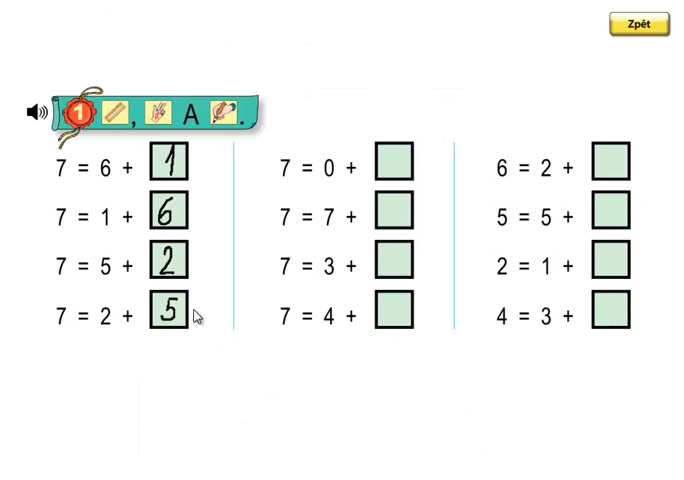 Zpět
1 , A .
7 = 6 + 1
7 = 1 + 6
7 = 5 + 2
7 = 2 + 5
7 = 0 +
7 = 7 +
7 = 3 +
7 = 4 +
6 = 2 +
5 = 5 +
2 = 1 +
4 = 3 +